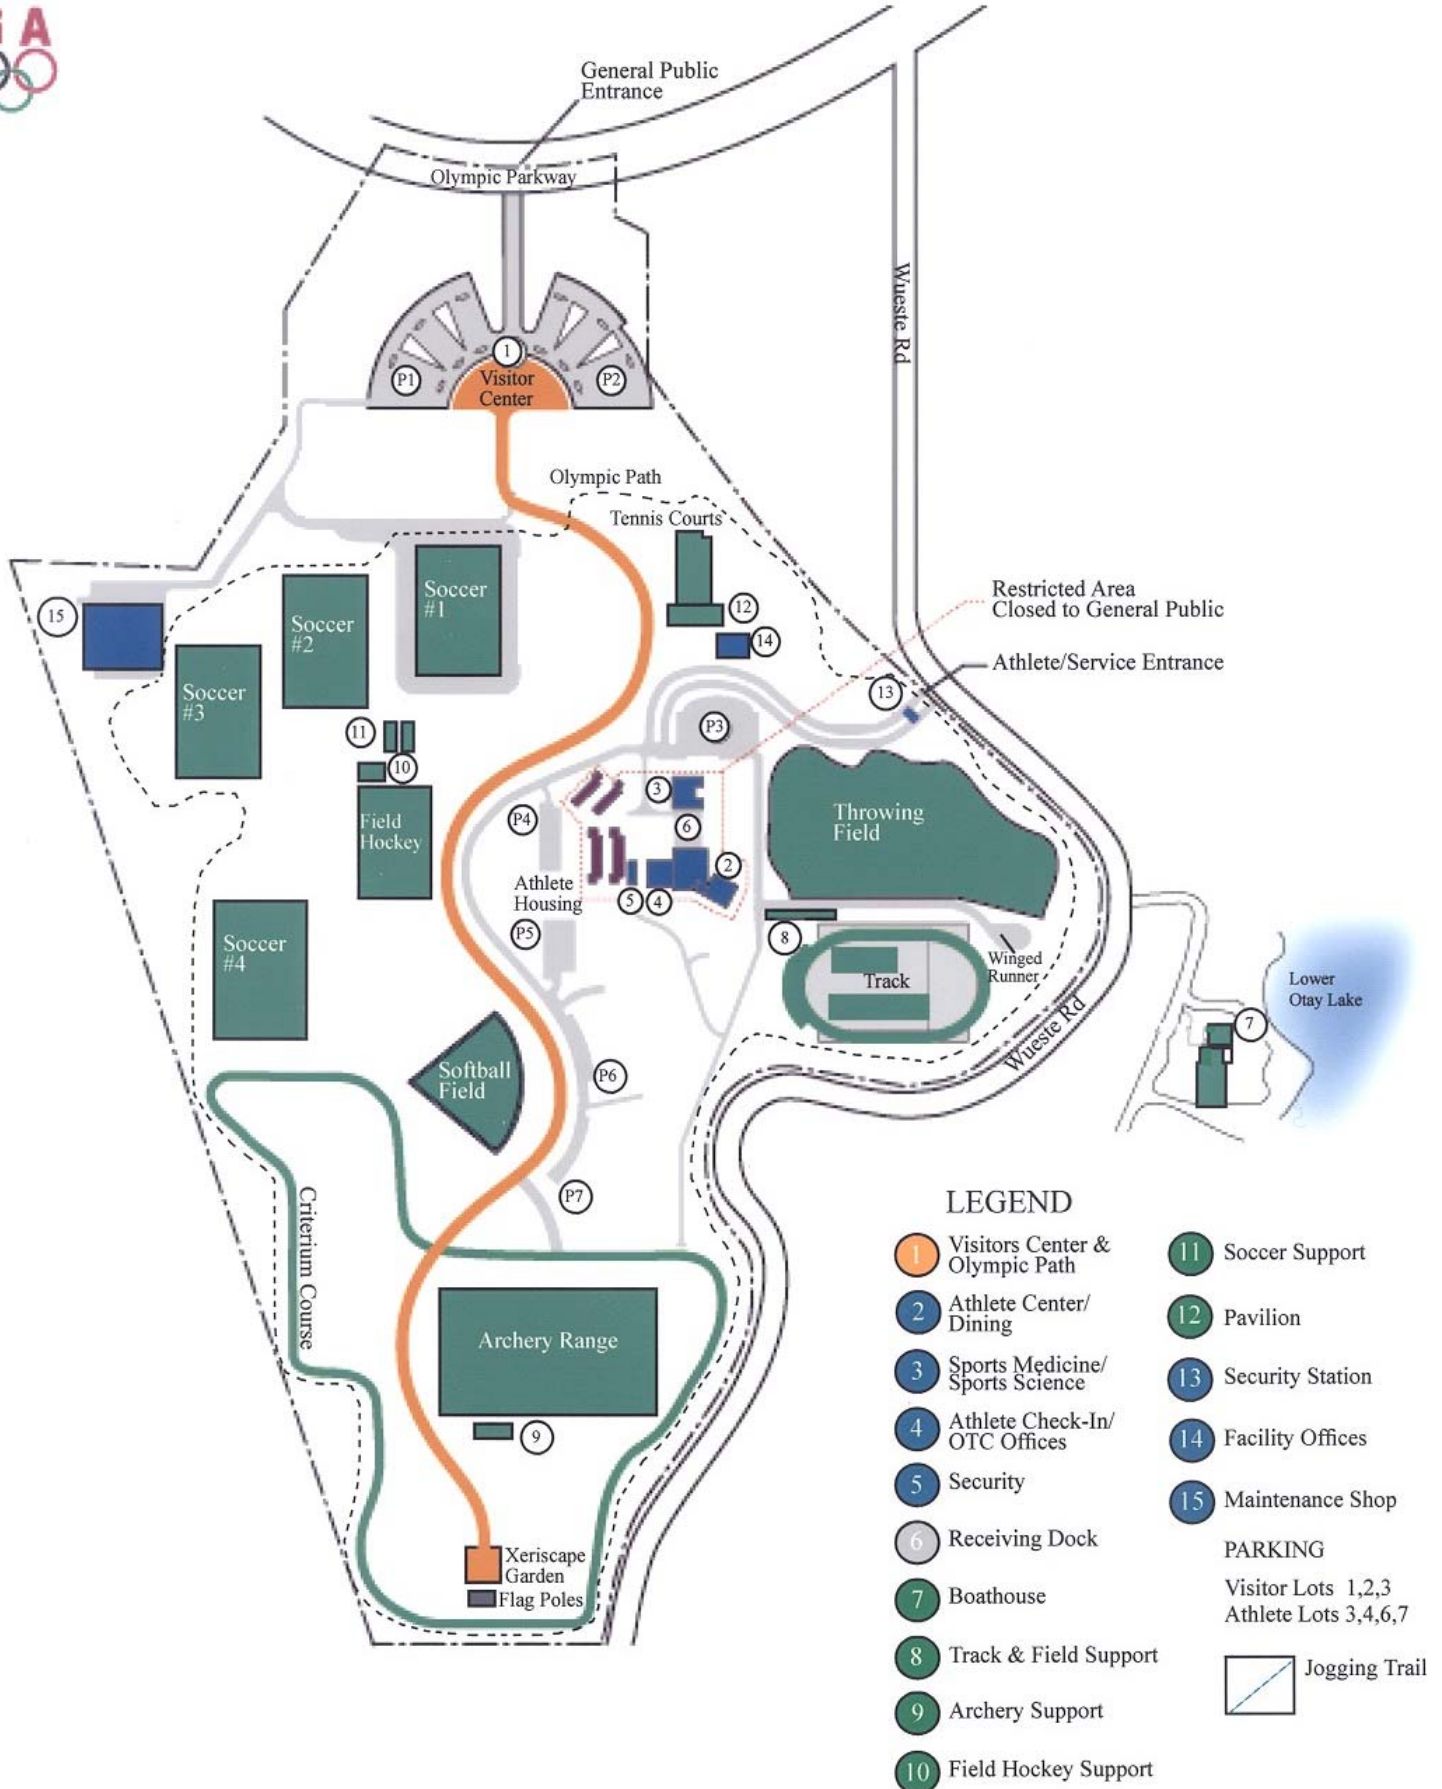 A
General Public
Entrance
Olympic Parkway
Wueste Rd
1
P1
P2
Visitor
Center
Olympic Path
Tennis Courts
Soccer
#1
Soccer
#2
Soccer
#3
15
12
14
Restricted Area
Closed to General Public
Athlete/Service Entrance
13
11
10
P3
3
6
2
5
4
P4
Field
Hockey
Throwing
Field
Athlete
Housing
P5
8
Track
Winged
Runner
Soccer
#4
Lower
Otay Lake
7
Wueste Rd
Softball
Field
P6
P7
Criterium Course
Archery Range
9
Xeriscape
Garden
Flag Poles
LEGEND
1 Visitors Center &
Olympic Path
2 Athlete Center/
Dining
3 Sports Medicine/
Sports Science
4 Athlete Check-In/
OTC Offices
5 Security
6 Receiving Dock
7 Boathouse
8 Track & Field Support
9 Archery Support
10 Field Hockey Support
11 Soccer Support
12 Pavilion
13 Security Station
14 Facility Offices
15 Maintenance Shop
PARKING
Visitor Lots 1,2,3
Athlete Lots 3,4,6,7
Jogging Trail